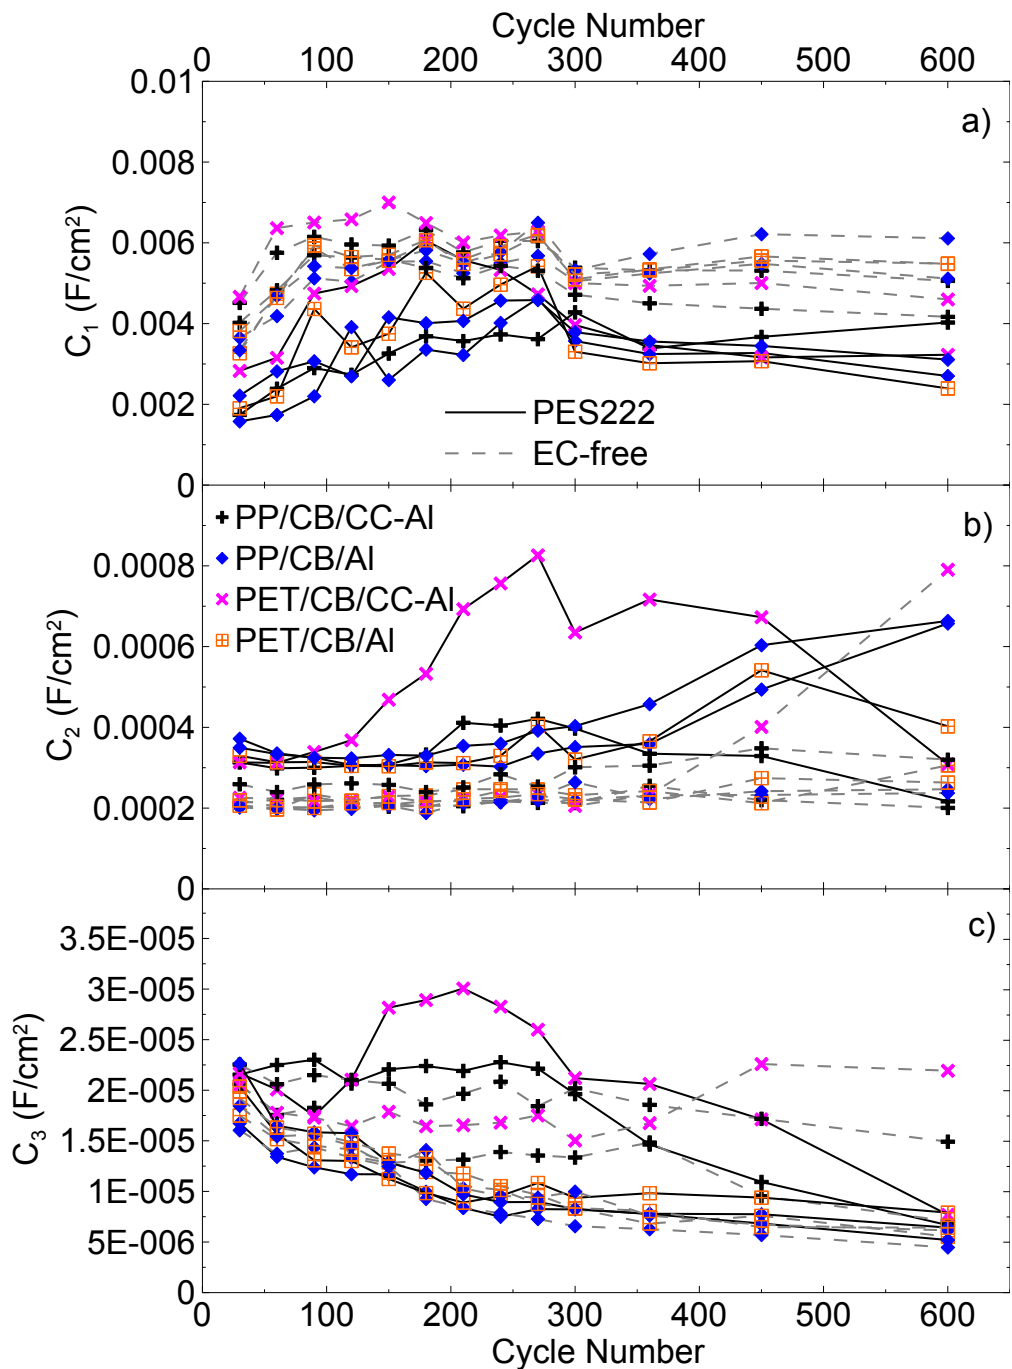 Cycle Number
0 100 200 300 400 500 600
0.01
a)
0.008
0.006
C1 (F/cm²)
0.004
0.002
PES222
EC-free
0
PP/CB/CC-Al
b)
PP/CB/Al
0.0008
PET/CB/CC-Al
PET/CB/Al
0.0006
C2 (F/cm²)
0.0004
0.0002
0
c)
3.5E-005
3E-005
2.5E-005
2E-005
C3 (F/cm²)
1.5E-005
1E-005
5E-006
0
0 100 200 300 400 500 600
Cycle Number